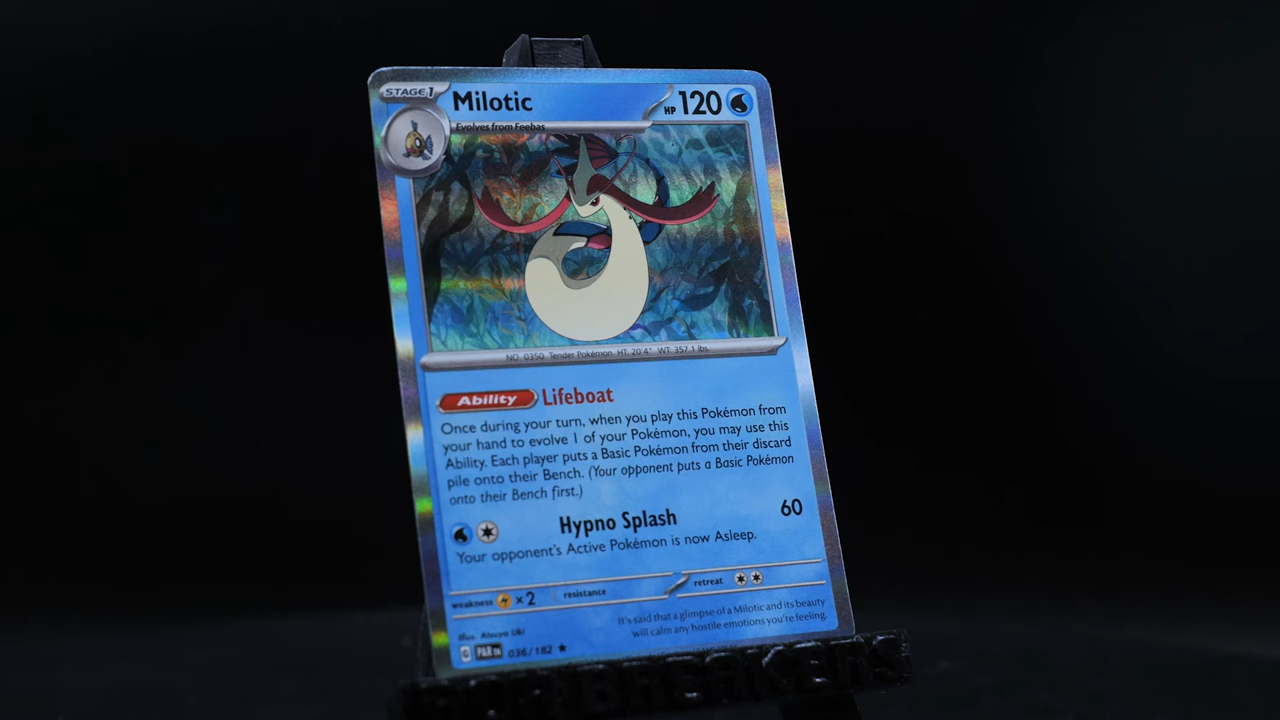 STAGE 1
Milotic
HP 120
Evolves from Feebas
NO. 0350 Tender Pokémon HT: 20'4" WT: 357.1 lbs.
Ability Lifeboat
Once during your turn, when you play this Pokémon from
your hand to evolve 1 of your Pokémon, you may use this
Ability. Each player puts a Basic Pokémon from their discard
pile onto their Bench. (Your opponent puts a Basic Pokémon
onto their Bench first.)
Hypno Splash 60
Your opponent's Active Pokémon is now Asleep.
weakness ×2 resistance retreat
It's said that a glimpse of a Milotic and its beauty
will calm any hostile emotions you're feeling.
Illus. Atsuya Uki
G PAR EN 036/182
BREAKERS